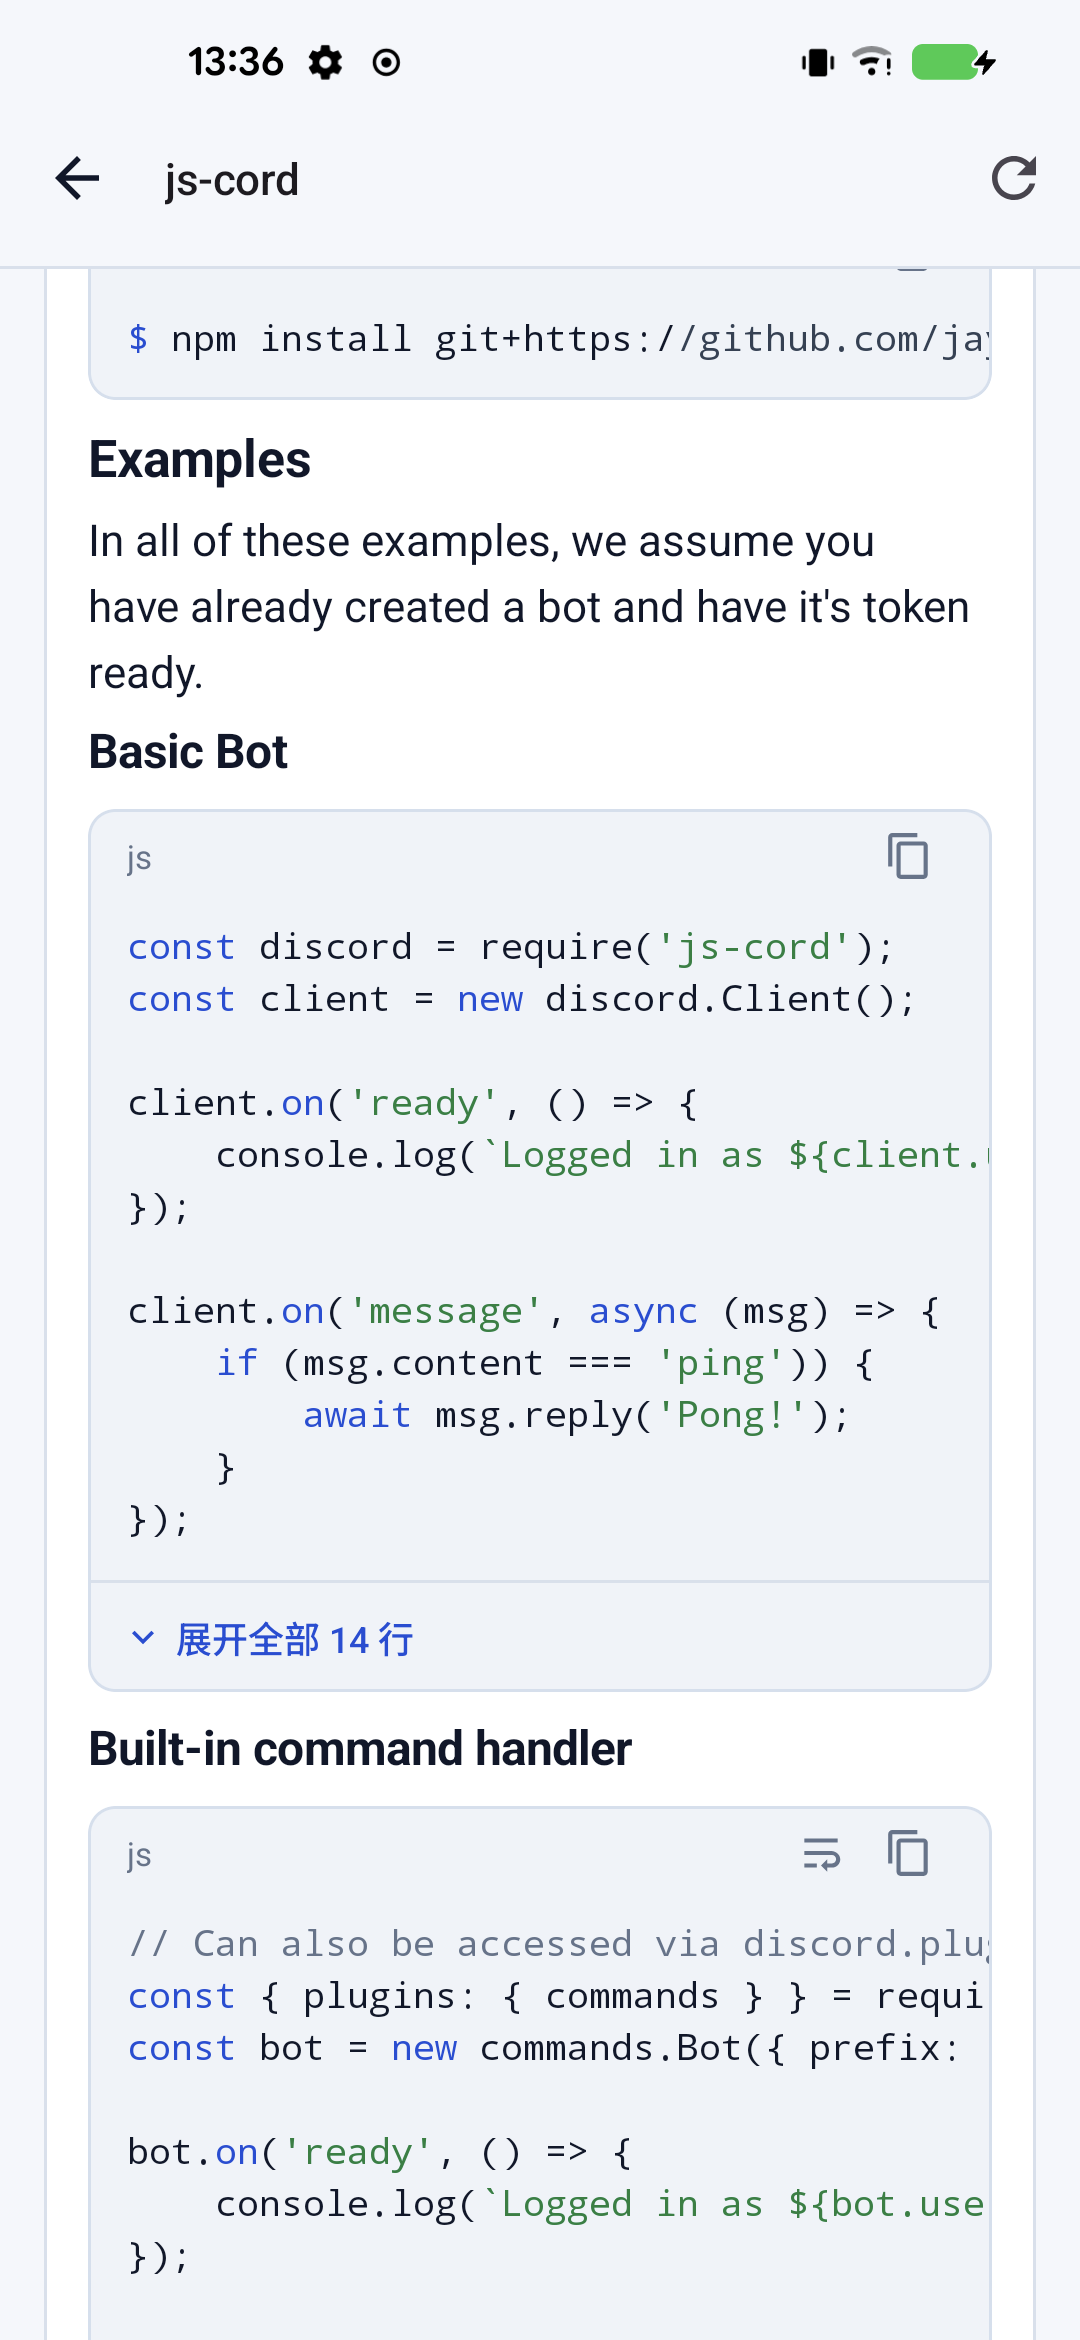 13:36
js-cord
$ npm install git+https://github.com/jay
Examples
In all of these examples, we assume you
have already created a bot and have it's token
ready.
Basic Bot
js
const discord = require('js-cord');
const client = new discord.Client();
client.on('ready', () => {
    console.log(`Logged in as ${client.
});
client.on('message', async (msg) => {
    if (msg.content === 'ping')) {
        await msg.reply('Pong!');
    }
});
展开全部 14 行
Built-in command handler
js
// Can also be accessed via discord.plug
const { plugins: { commands } } = requi
const bot = new commands.Bot({ prefix:
bot.on('ready', () => {
    console.log(`Logged in as ${bot.use
});